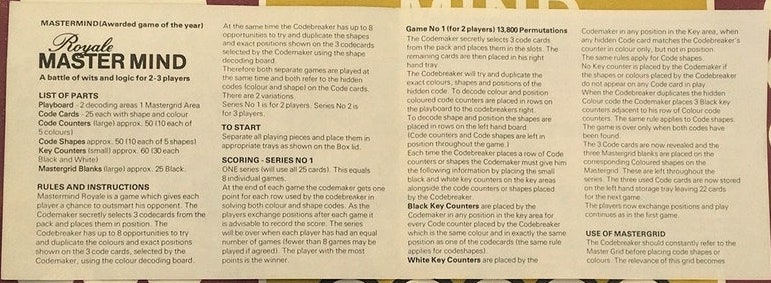 MASTERMIND(Awarded game of the year)
Royale
MASTER MIND
A battle of wits and logic for 2-3 players
LIST OF PARTS
Playboard - 2 decoding areas 1 Mastergrid Area
Code Cards - 25 each with shape and colour
Code Counters (large) approx. 50 (10 each of
5 colours)
Code Shapes approx. 50 (10 each of 5 shapes)
Key Counters (small) approx. 60 (30 each
Black and White)
Mastergrid Blanks (large) approx. 25 Black.
RULES AND INSTRUCTIONS
Mastermind Royale is a game which gives each
player a chance to outsmart his opponent. The
Codemaker secretly selects 3 codecards from the
pack and places them in position. The
Codebreaker has up to 8 opportunities to try
and duplicate the colours and exact positions
shown on the 3 code cards, selected by the
Codemaker, using the colour decoding board.
At the same time the Codebreaker has up to 8
opportunities to try and duplicate the shapes
and exact positions shown on the 3 codecards
selected by the Codemaker using the shape
decoding board.
Therefore both separate games are played at
the same time and both refer to the hidden
codes (colour and shape) on the Code cards.
There are 2 variations.
Series No 1 is for 2 players. Series No 2 is
for 3 players.
TO START
Separate all playing pieces and place them in
appropriate trays as shown on the Box lid.
SCORING - SERIES NO 1
ONE series (will use all 25 cards). This equals
8 individual games.
At the end of each game the codemaker gets one
point for each row used by the codebreaker in
solving both colour and shape codes. As the
players exchange positions after each game it
is advisable to record the score. The series
will be over when each player has had an equal
number of games (fewer than 8 games may be
played if agreed). The player with the most
points is the winner.
Game No 1 (for 2 players) 13,800 Permutations
The Codemaker secretly selects 3 code cards
from the pack and places them in the slots. The
remaining cards are then placed in his right
hand tray.
The Codebreaker will try and duplicate the
exact colours, shapes and positions of the
hidden code. To decode colour and position
coloured code counters are placed in rows on
the playboard to the codebreakers right.
To decode shape and position the shapes are
placed in rows on the left hand board.
(Code counters and Code shapes are left in
position throughout the game.)
Each time the Codebreaker places a row of Code
counters or shapes the Codemaker must give him
the following information by placing the small
black and white key counters on the key areas
alongside the code counters or shapes placed
by the Codebreaker.
Black Key Counters are placed by the
Codemaker in any position in the key area for
every Code counter placed by the Codebreaker
which is the same colour and in exactly the same
position as one of the codecards (the same rule
applies for codeshapes).
White Key Counters are placed by the
Codemaker in any position in the Key area, when
any hidden Code card matches the Codebreaker's
counter in colour only, but not in position.
The same rules apply for Code shapes.
No Key counter is placed by the Codemaker if
the shapes or colours placed by the Codebreaker
do not appear on any Code card in play.
When the Codebreaker duplicates the hidden
Colour code the Codemaker places 3 Black key
counters adjacent to his row of Colour code
counters. The same rule applies to Code Shapes.
The game is over only when both codes have
been found.
The 3 Code cards are now revealed and the
three Mastergrid blanks are placed on the
corresponding Coloured shapes on the
Mastergrid. These are left throughout the
series. The three used Code cards are now stored
on the left hand storage tray leaving 22 cards
for the next game.
The players now exchange positions and play
continues as in the first game.
USE OF MASTERGRID
The Codebreaker should constantly refer to the
Master Grid before placing code shapes or
colours. The relevance of this grid becomes